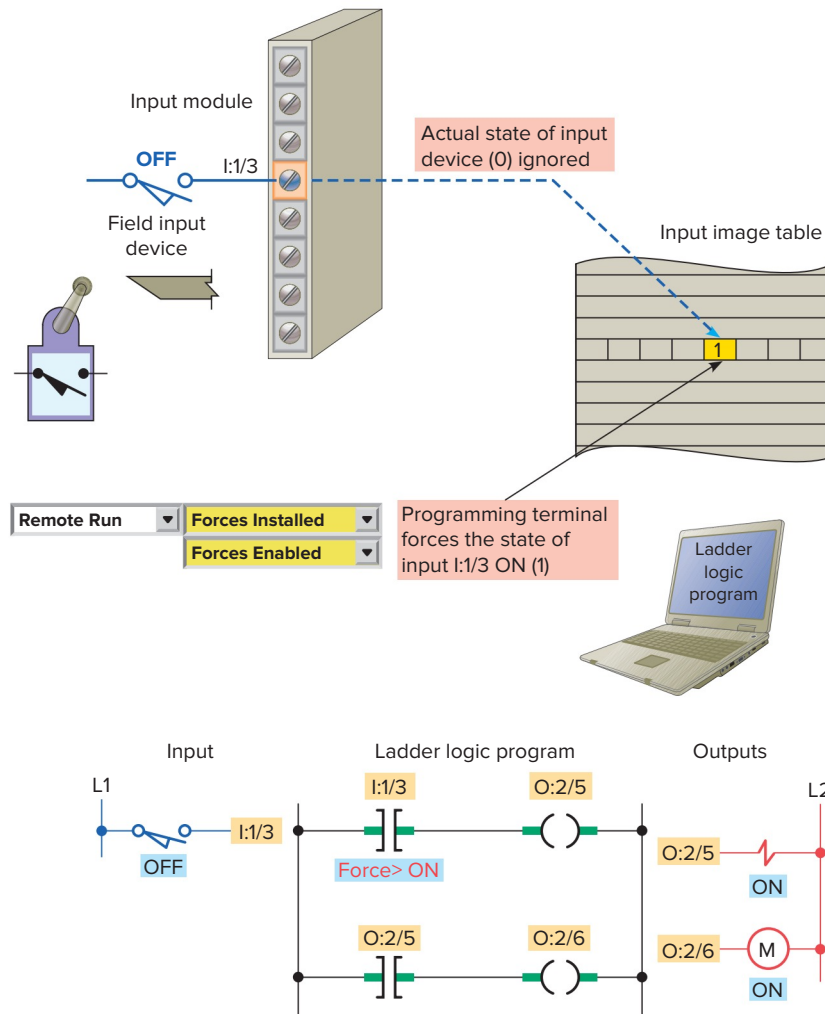 Input module
Actual state of input
device (0) ignored
OFF
I:1/3
Field input
device
Input image table
1
Remote Run
Forces Installed
Forces Enabled
Programming terminal
forces the state of
input I:1/3 ON (1)
Ladder
logic
program
Input
Ladder logic program
Outputs
L1
I:1/3
O:2/5
L2
I:1/3
OFF
Force> ON
O:2/5
ON
O:2/5
O:2/6
O:2/6
M
ON